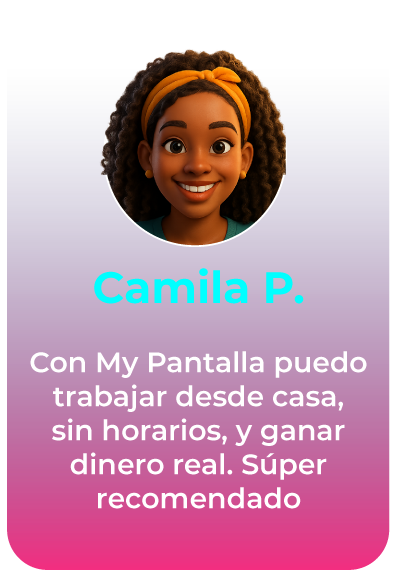 Camila P.
Con My Pantalla puedo
trabajar desde casa,
sin horarios, y ganar
dinero real. Súper
recomendado